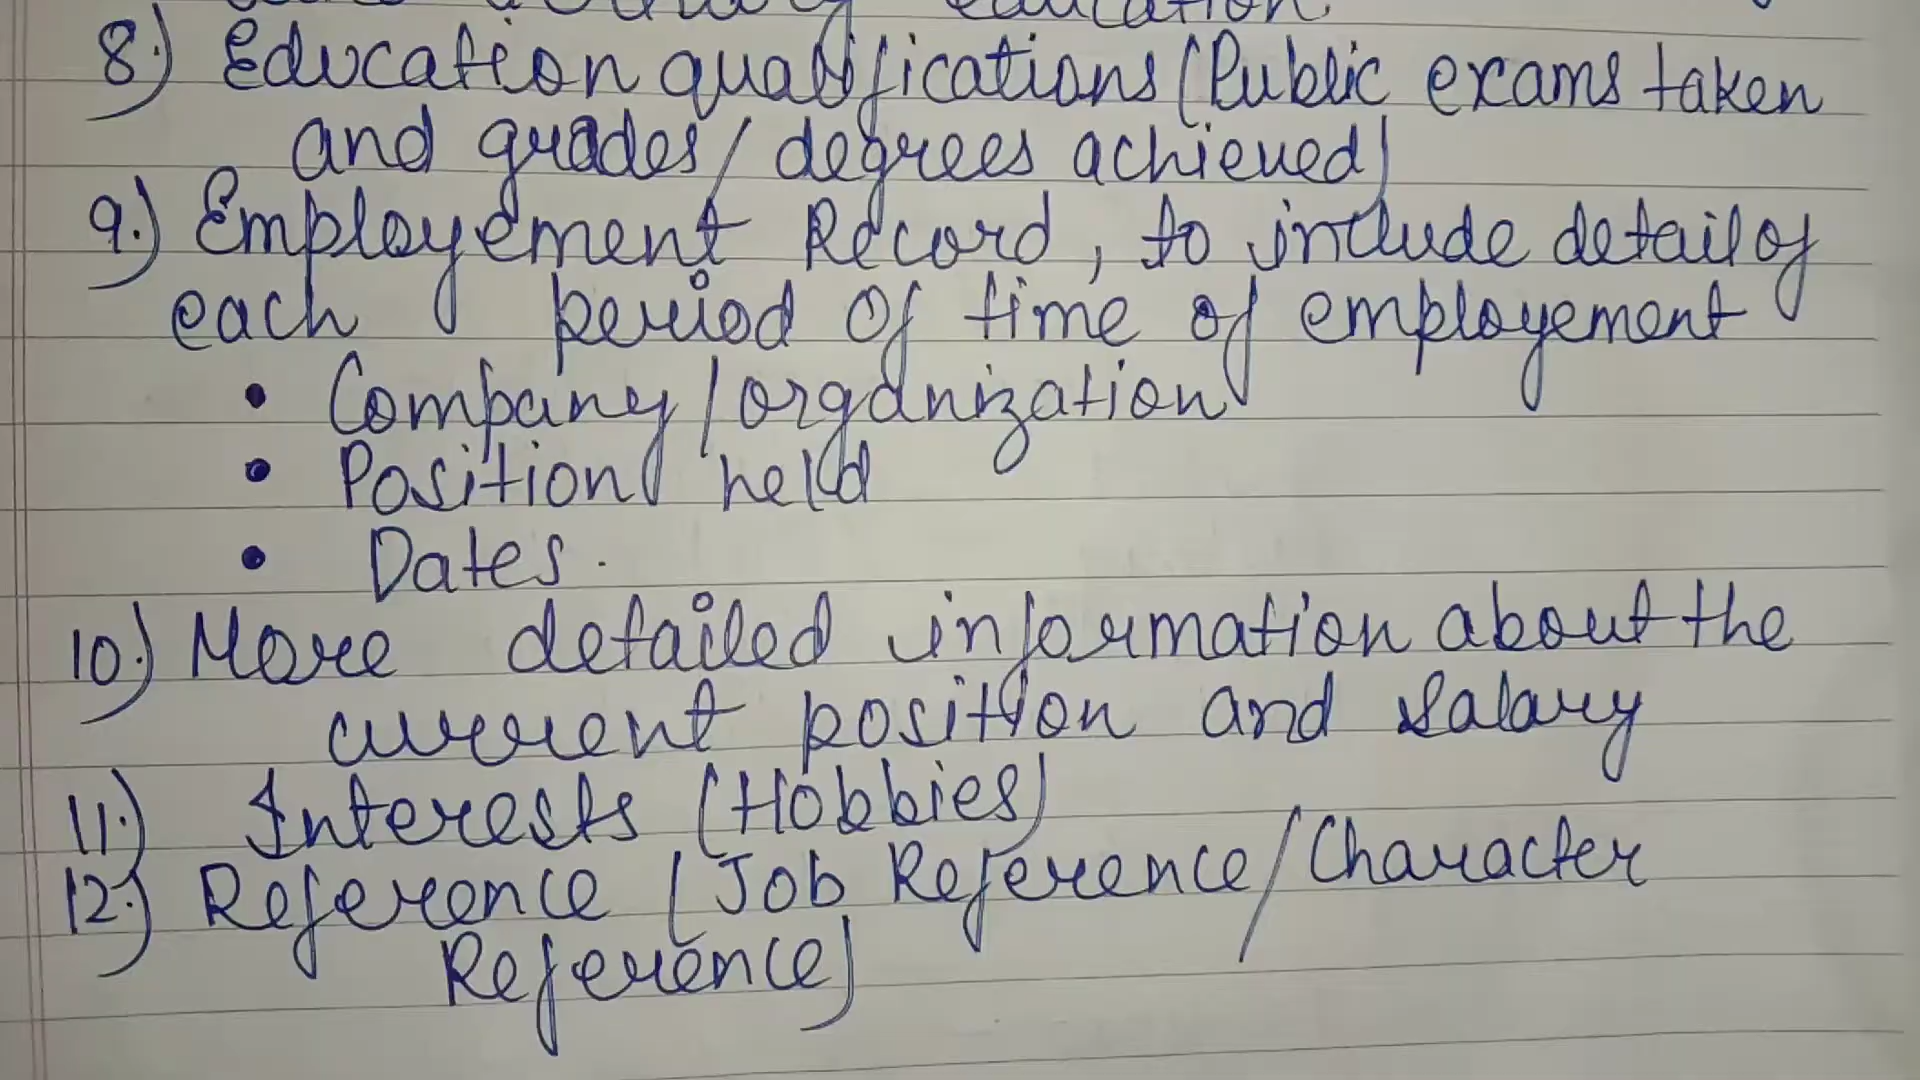 education.
8.) Education qualifications (Public exams taken
and grades/degrees achieved)
9.) Employement Record, to include detail of
each period of time of employement
• Company/organization
• Position held
• Dates.
10.) More detailed information about the
current position and salary
11.) Interests (Hobbies)
12.) Reference (Job Reference/Character
Reference)